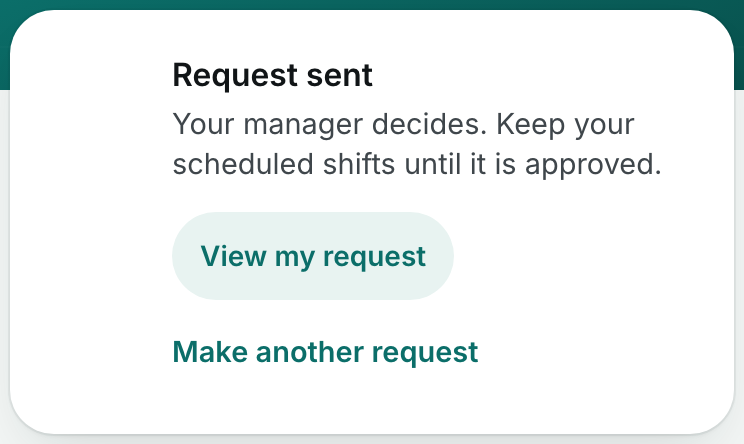 Request sent
Your manager decides. Keep your
scheduled shifts until it is approved.
View my request
Make another request